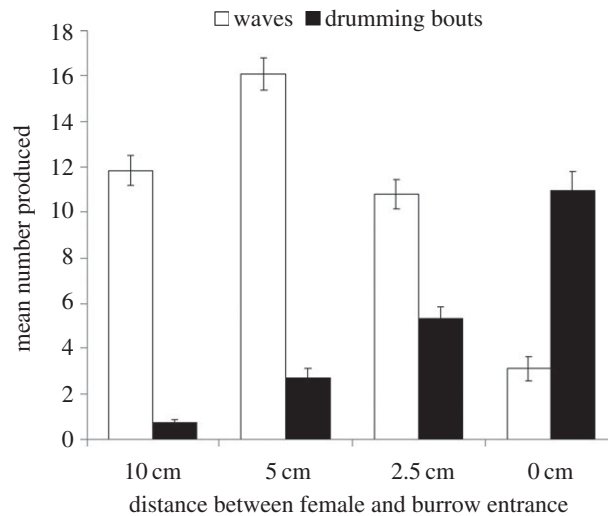 waves drumming bouts
18
16
14
12
10
8
6
4
2
0
mean number produced
10 cm 5 cm 2.5 cm 0 cm
distance between female and burrow entrance